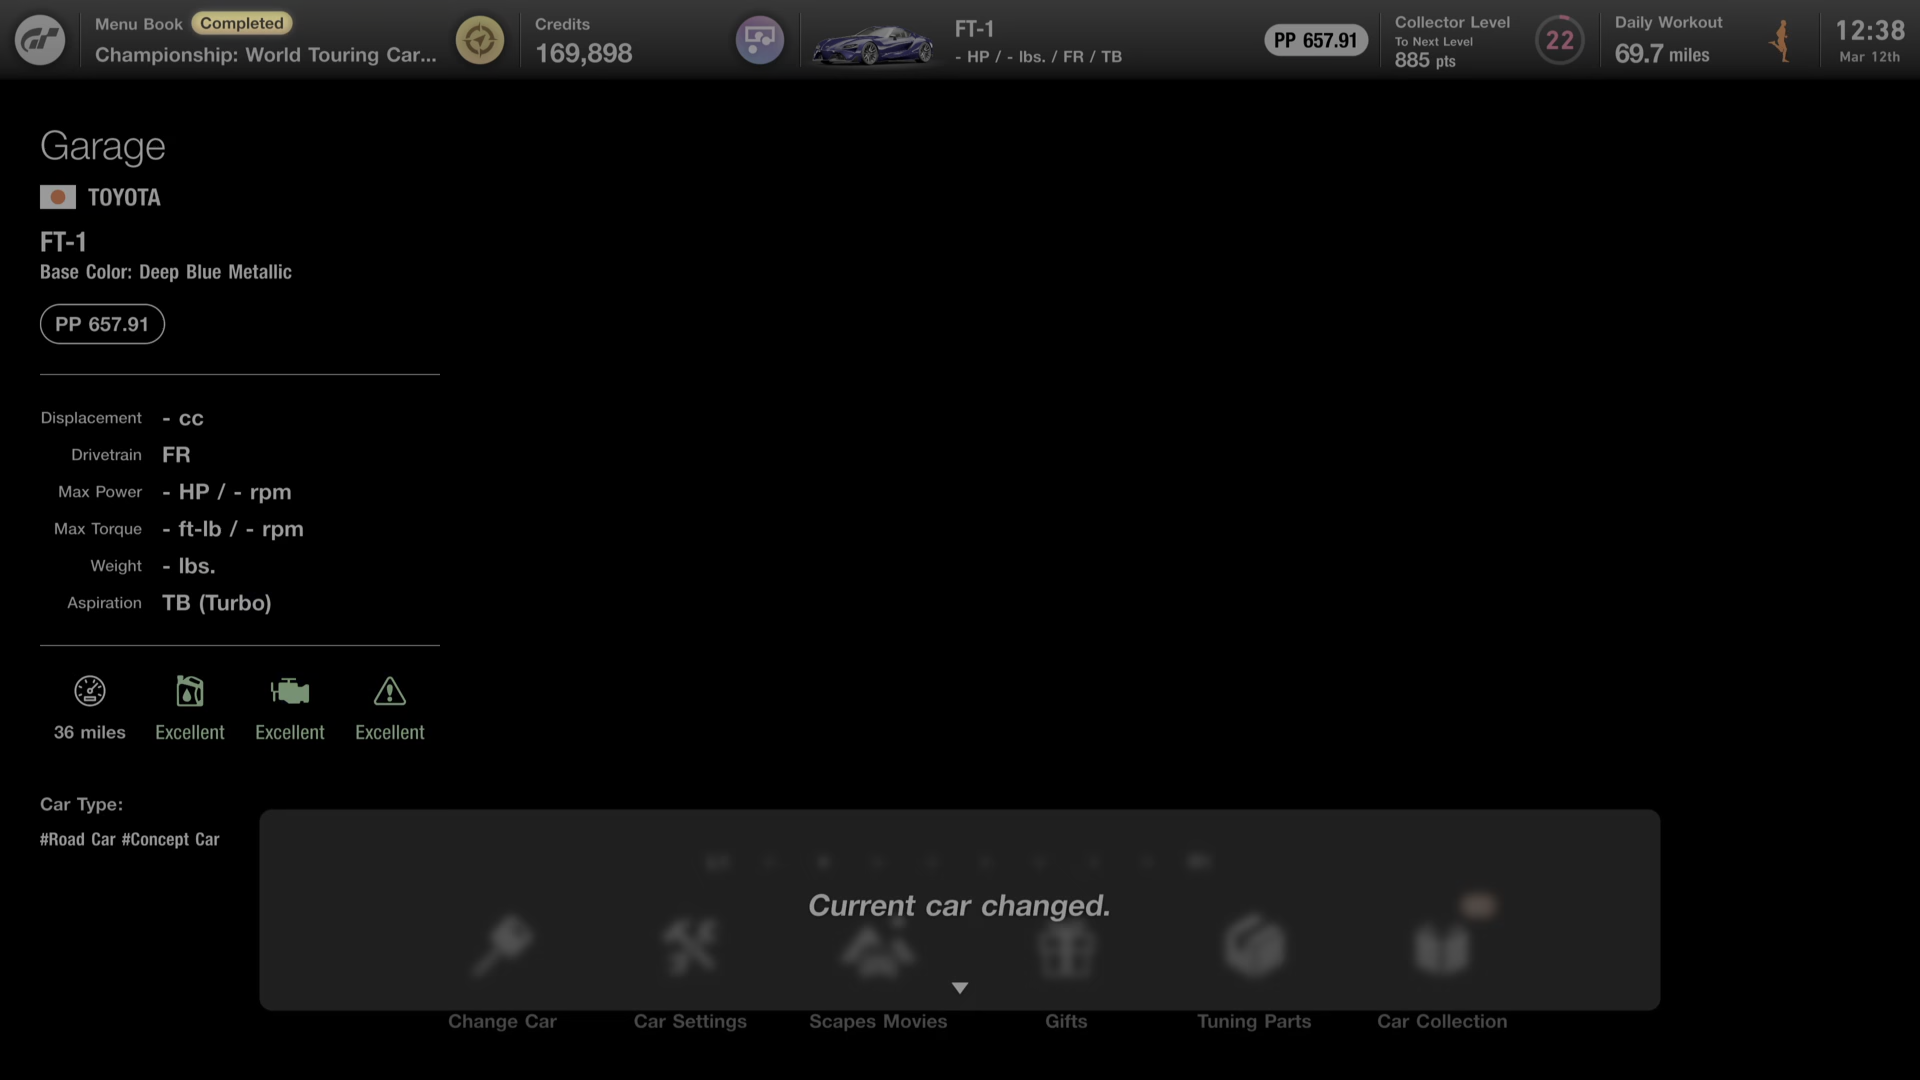 Menu Book Completed
Championship: World Touring Car...
Credits
169,898
FT-1
- HP / - lbs. / FR / TB
PP 657.91
Collector Level
To Next Level
885 pts
22
Daily Workout
69.7 miles
12:38
Mar 12th
Garage
TOYOTA
FT-1
Base Color: Deep Blue Metallic
PP 657.91
Displacement - cc
Drivetrain FR
Max Power - HP / - rpm
Max Torque - ft-lb / - rpm
Weight - lbs.
Aspiration TB (Turbo)
36 miles Excellent Excellent Excellent
Car Type:
#Road Car #Concept Car
Current car changed.
Change Car Car Settings Scapes Movies Gifts Tuning Parts Car Collection